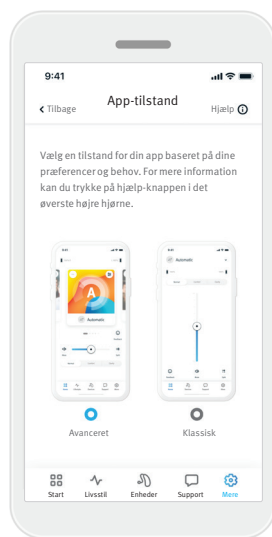 9:41
Tilbage
App-tilstand
Hjælp
Vælg en tilstand for din app baseret på dine
præferencer og behov. For mere information
kan du trykke på hjælp-knappen i det
øverste højre hjørne.
Automatic
A
Automatic
Avanceret
Klassisk
Start Livsstil Enheder Support Mere